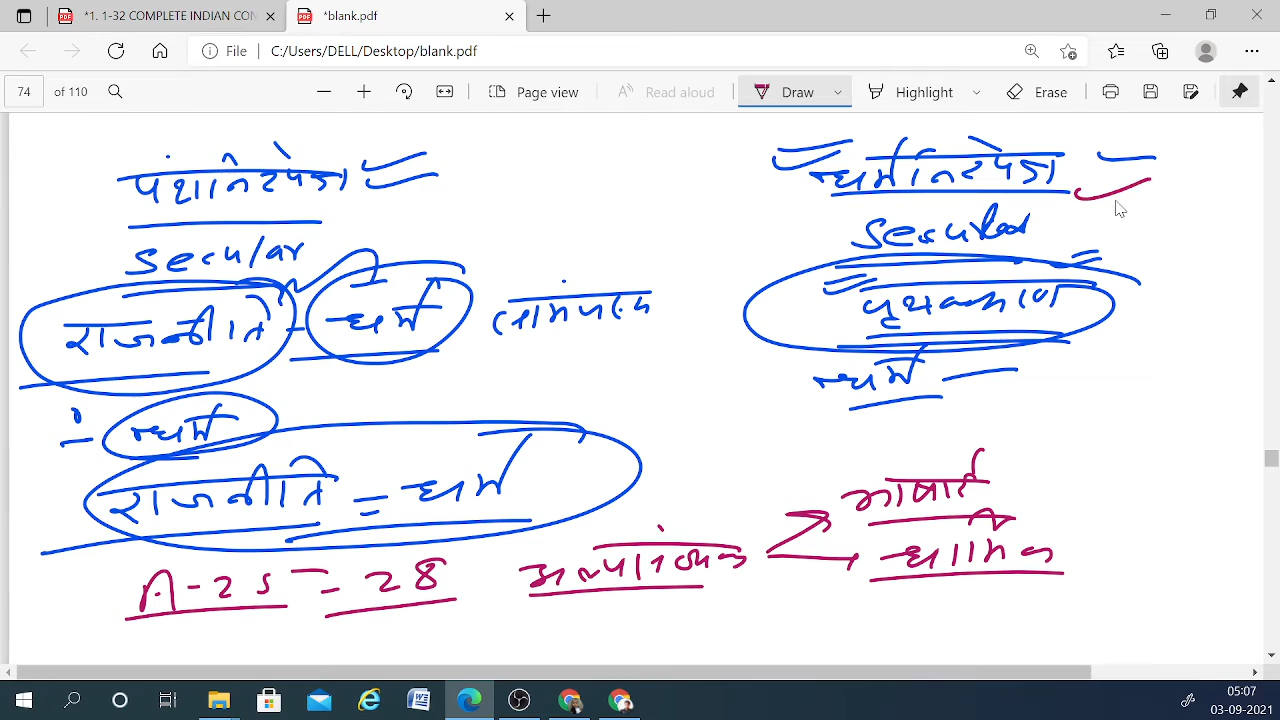 *1. 1-32 COMPLETE INDIAN CON
*blank.pdf
File C:/Users/DELL/Desktop/blank.pdf
74 of 110 Page view Read aloud Draw Highlight Erase
पंथनिरपेक्ष
धर्मनिरपेक्ष
secular
secular
राजनीति - धर्म
पृथक्करण
धर्म
धर्म
राजनीति = धर्म
A-25 = 28 अल्पसंख्यक
भाषाई
धार्मिक
05:07
03-09-2021